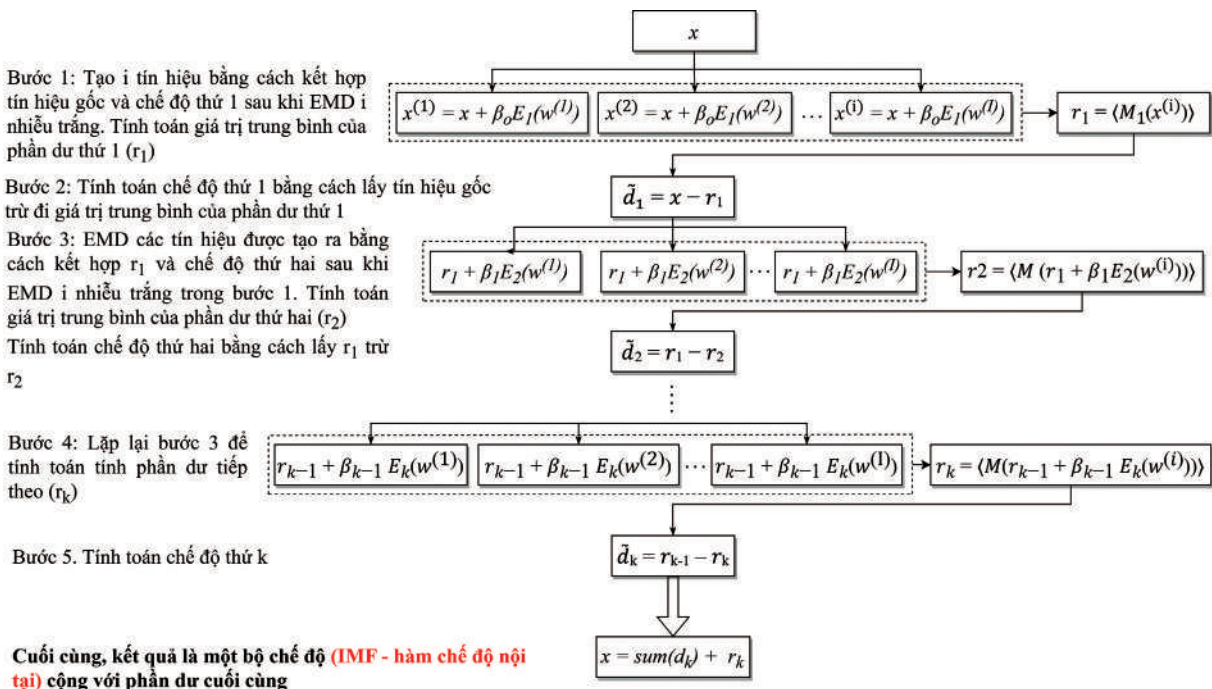 x
Bước 1: Tạo i tín hiệu bằng cách kết hợp
tín hiệu gốc và chế độ thứ 1 sau khi EMD i
nhiễu trắng. Tính toán giá trị trung bình của
phần dư thứ 1 (r₁)
x⁽¹⁾ = x + βₒE₁(w⁽ˡ⁾)
x⁽²⁾ = x + βₒE₁(w⁽²⁾)
...
x⁽ⁱ⁾ = x + βₒE₁(w⁽ˡ⁾)
r₁ = ⟨M₁(x⁽ⁱ⁾)⟩
Bước 2: Tính toán chế độ thứ 1 bằng cách lấy tín hiệu gốc
trừ đi giá trị trung bình của phần dư thứ 1
d̃₁ = x − r₁
Bước 3: EMD các tín hiệu được tạo ra bằng
cách kết hợp r₁ và chế độ thứ hai sau khi
EMD i nhiễu trắng trong bước 1. Tính toán
giá trị trung bình của phần dư thứ hai (r₂)
Tính toán chế độ thứ hai bằng cách lấy r₁ trừ
r₂
r₁ + β₁E₂(w⁽ˡ⁾)
r₁ + β₁E₂(w⁽²⁾)
...
r₁ + β₁E₂(w⁽ˡ⁾)
r2 = ⟨M (r₁ + β₁E₂(w⁽ⁱ⁾))⟩
d̃₂ = r₁ − r₂
Bước 4: Lặp lại bước 3 để
tính toán tính phần dư tiếp
theo (rₖ)
rₖ₋₁ + βₖ₋₁ Eₖ(w⁽¹⁾)
rₖ₋₁ + βₖ₋₁ Eₖ(w⁽²⁾)
...
rₖ₋₁ + βₖ₋₁ Eₖ(w⁽ˡ⁾)
rₖ = ⟨M(rₖ₋₁ + βₖ₋₁ Eₖ(w⁽ⁱ⁾))⟩
Bước 5. Tính toán chế độ thứ k
d̃ₖ = rₖ₋₁ − rₖ
Cuối cùng, kết quả là một bộ chế độ (IMF - hàm chế độ nội
tại) cộng với phần dư cuối cùng
x = sum(dₖ) + rₖ